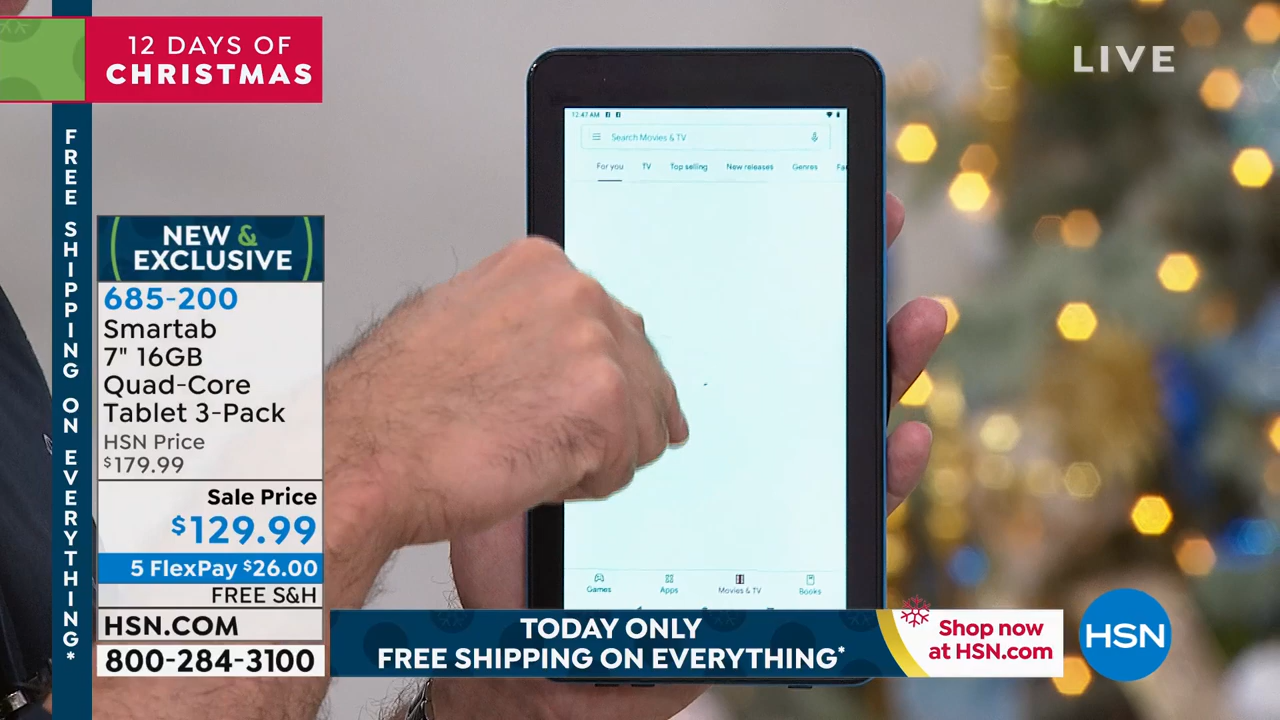 12 DAYS OF
CHRISTMAS
LIVE
FREE SHIPPING ON EVERYTHING*
NEW &
EXCLUSIVE
685-200
Smartab
7" 16GB
Quad-Core
Tablet 3-Pack
HSN Price
$179.99
Sale Price
$129.99
5 FlexPay $26.00
FREE S&H
HSN.COM
800-284-3100
12:47 AM
Search Movies & TV
For you TV Top selling New releases Genres
Games Apps Movies & TV Books
TODAY ONLY
FREE SHIPPING ON EVERYTHING*
Shop now
at HSN.com
HSN